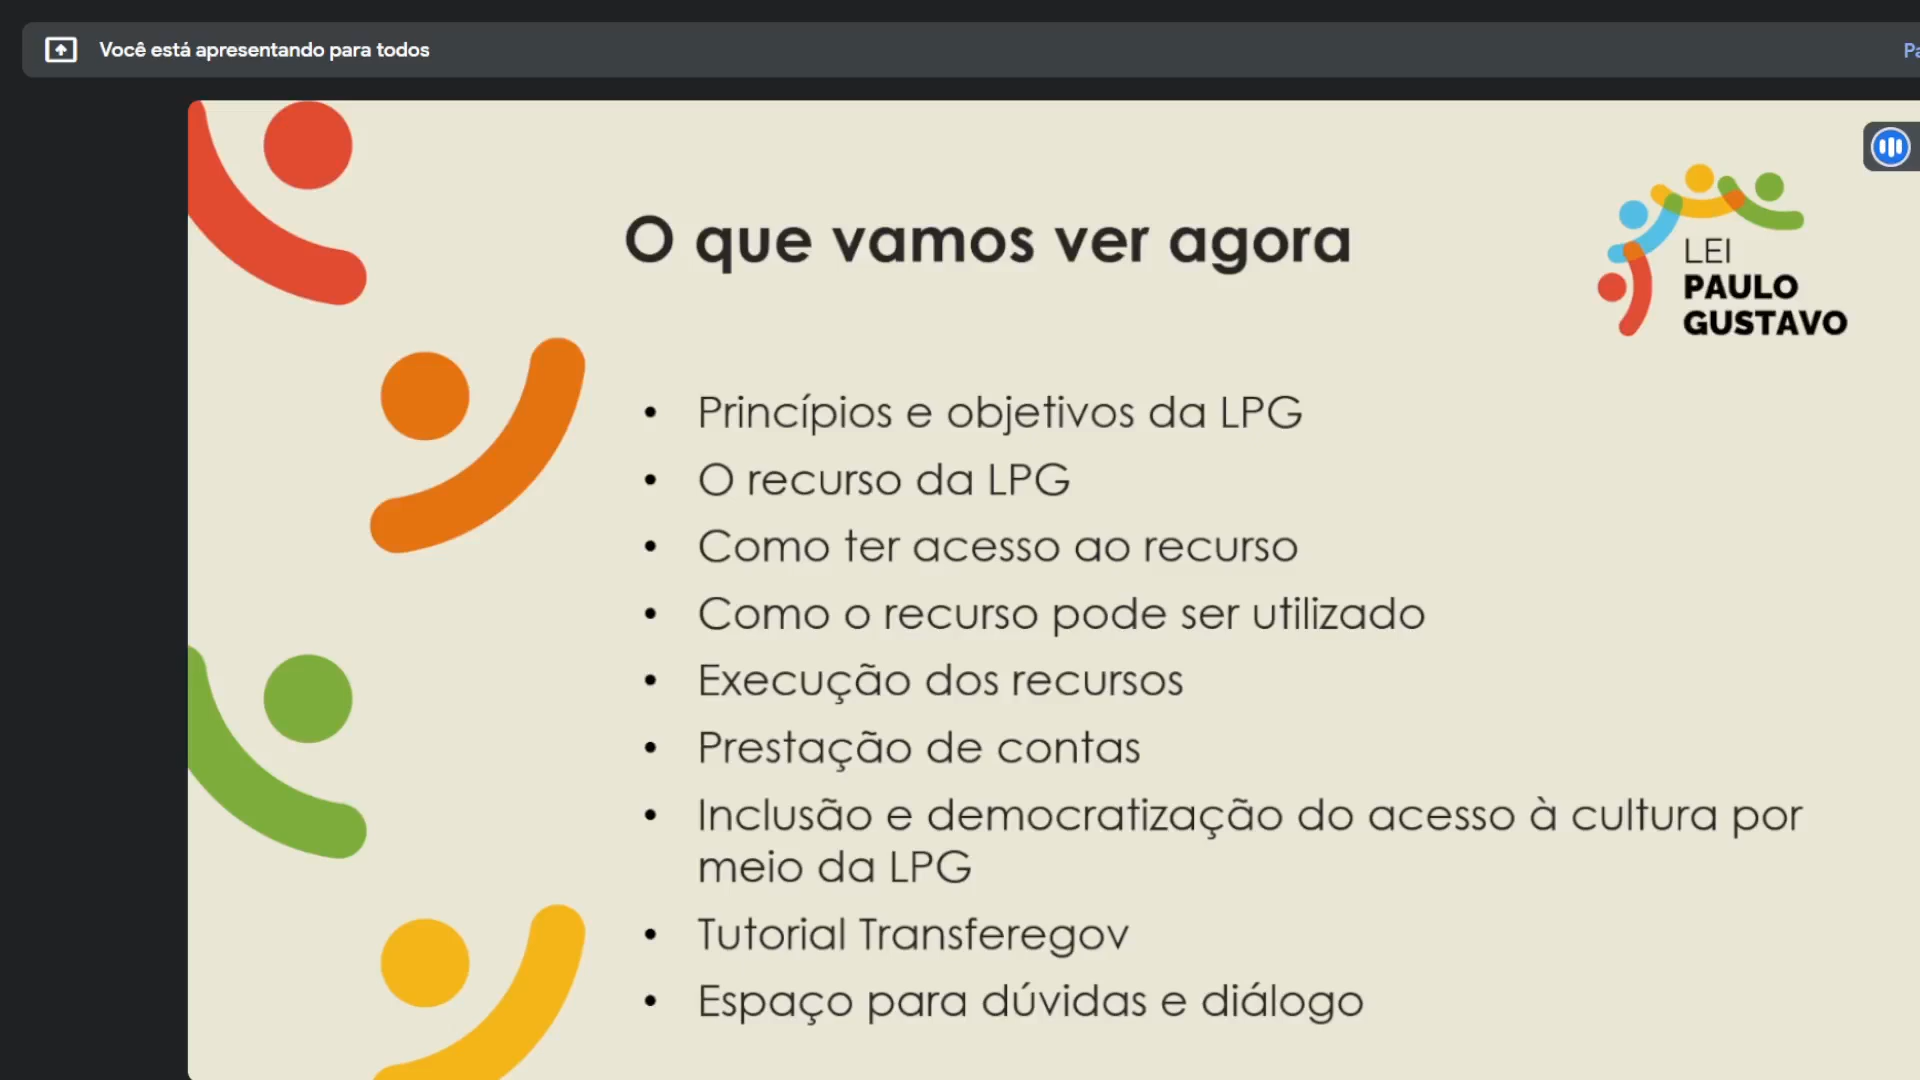 Você está apresentando para todos
O que vamos ver agora
LEI
PAULO
GUSTAVO
• Princípios e objetivos da LPG
• O recurso da LPG
• Como ter acesso ao recurso
• Como o recurso pode ser utilizado
• Execução dos recursos
• Prestação de contas
• Inclusão e democratização do acesso à cultura por
meio da LPG
• Tutorial Transferegov
• Espaço para dúvidas e diálogo